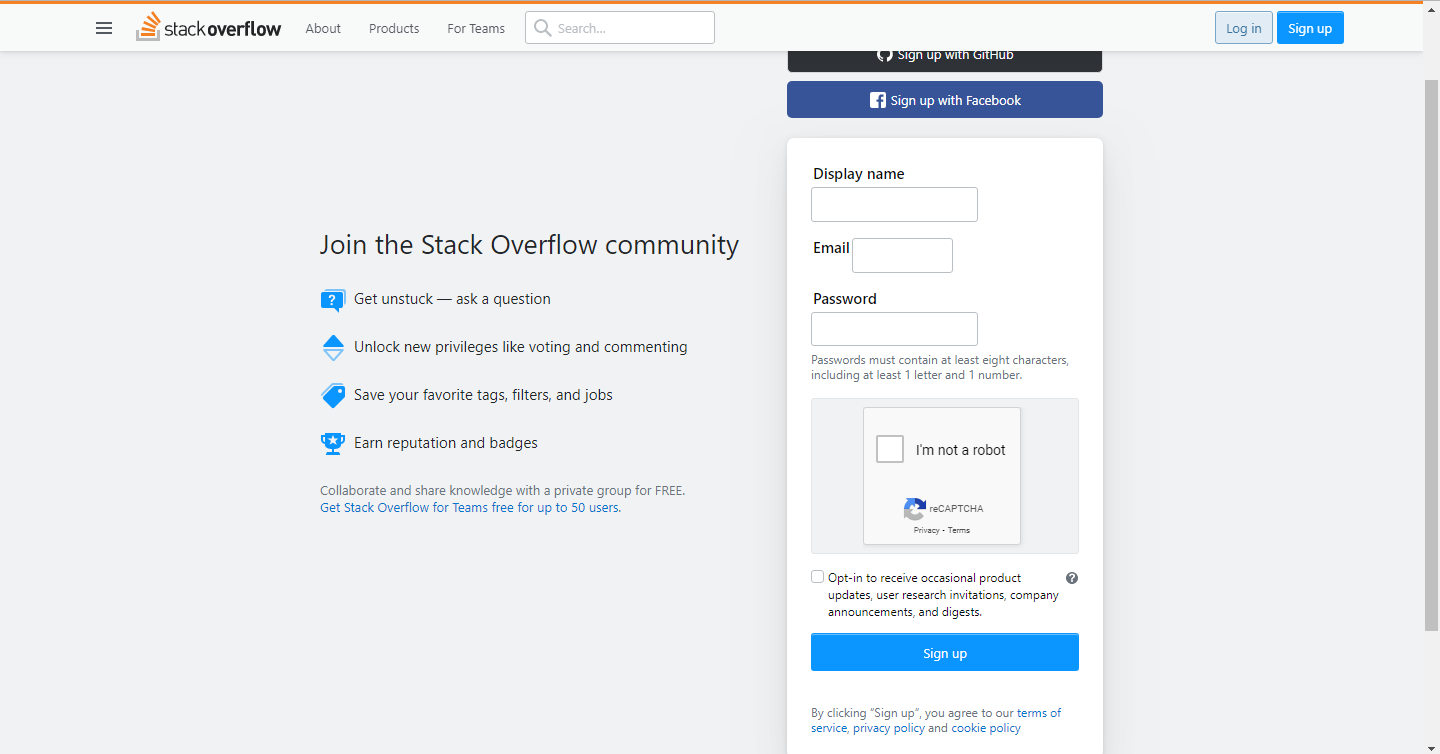 stackoverflow
About
Products
For Teams
Search...
Log in
Sign up
Sign up with GitHub
Sign up with Facebook
Join the Stack Overflow community
Get unstuck — ask a question
Unlock new privileges like voting and commenting
Save your favorite tags, filters, and jobs
Earn reputation and badges
Collaborate and share knowledge with a private group for FREE.
Get Stack Overflow for Teams free for up to 50 users.
Display name
Email
Password
Passwords must contain at least eight characters,
including at least 1 letter and 1 number.
I'm not a robot
reCAPTCHA
Privacy - Terms
Opt-in to receive occasional product
updates, user research invitations, company
announcements, and digests.
Sign up
By clicking “Sign up”, you agree to our terms of
service, privacy policy and cookie policy